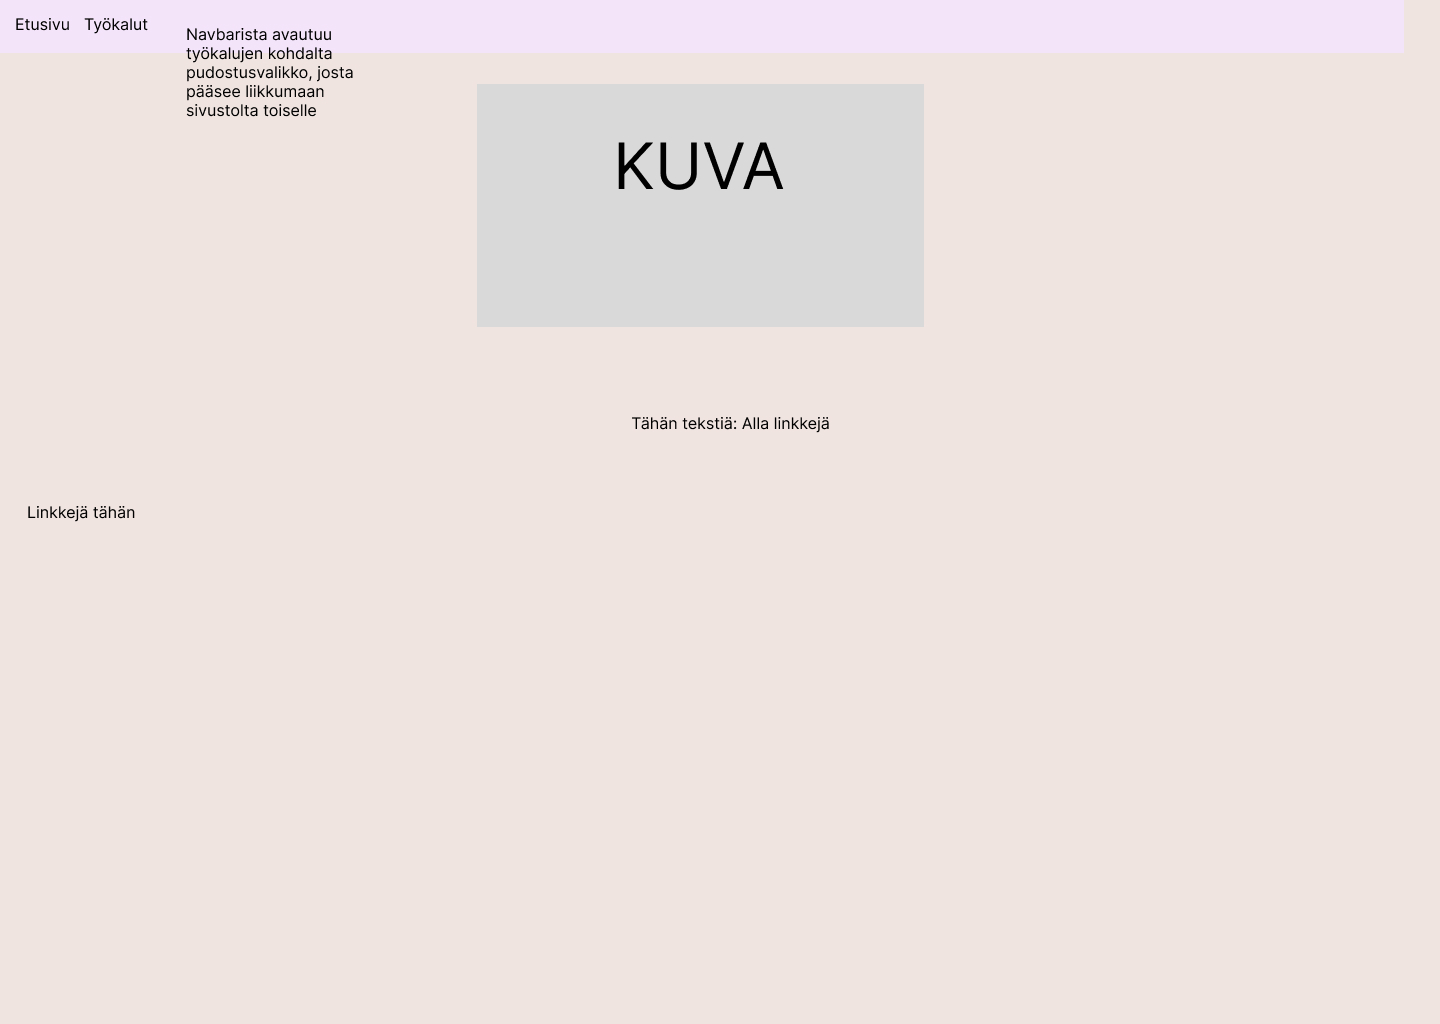 Etusivu Työkalut
Navbarista avautuu
työkalujen kohdalta
pudostusvalikko, josta
pääsee liikkumaan
sivustolta toiselle
KUVA
Tähän tekstiä: Alla linkkejä
Linkkejä tähän